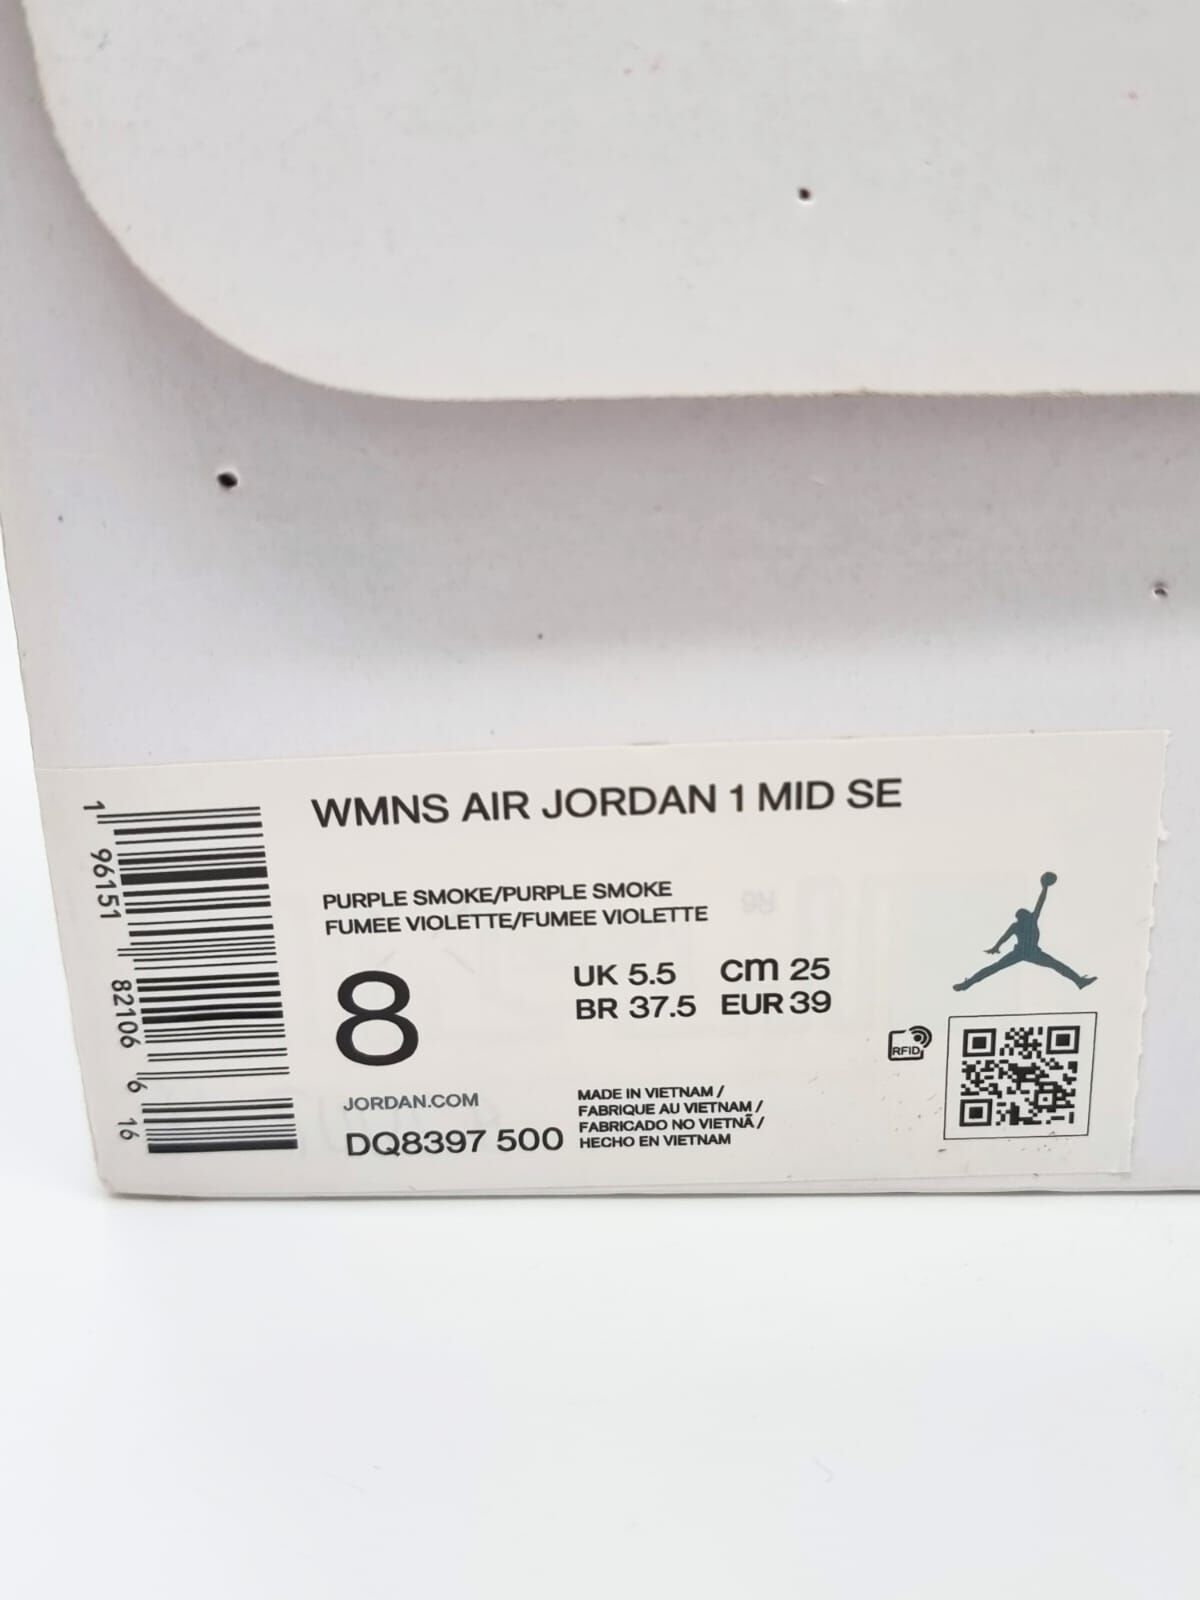 WMNS AIR JORDAN 1 MID SE
PURPLE SMOKE/PURPLE SMOKE
FUMEE VIOLETTE/FUMEE VIOLETTE
8
UK 5.5 cm 25
BR 37.5 EUR 39
JORDAN.COM
DQ8397 500
MADE IN VIETNAM /
FABRIQUE AU VIETNAM /
FABRICADO NO VIETNÃ /
HECHO EN VIETNAM
RFID
1 96151 82106 6 16